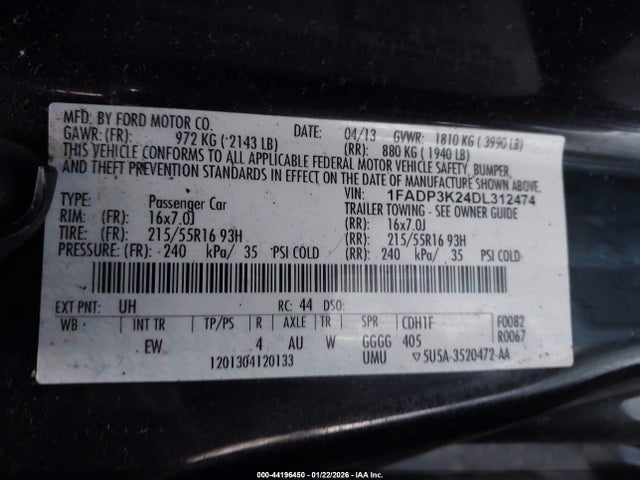 MFD. BY FORD MOTOR CO.
DATE: 04/13 GVWR: 1810 KG ( 3990 LB)
GAWR: (FR): 972 KG ( 2143 LB) (RR): 880 KG ( 1940 LB)
THIS VEHICLE CONFORMS TO ALL APPLICABLE FEDERAL MOTOR VEHICLE SAFETY, BUMPER,
AND THEFT PREVENTION STANDARDS IN EFFECT ON THE DATE OF MANUFACTURE SHOWN ABOVE.
VIN: 1FADP3K24DL312474
TYPE: Passenger Car TRAILER TOWING - SEE OWNER GUIDE
RIM: (FR): 16x7.0J (RR): 16x7.0J
TIRE: (FR): 215/55R16 93H (RR): 215/55R16 93H
PRESSURE: (FR): 240 kPa/ 35 PSI COLD (RR): 240 kPa/ 35 PSI COLD
EXT PNT: UH RC: 44 DSO:
WB INT TR TP/PS R AXLE TR SPR CDH1F F0082
EW 4 AU W GGGG 405 R0067
1201304120133 UMU ▽5U5A-3520472-AA
000-44196450 - 01/22/2026 - IAA Inc.